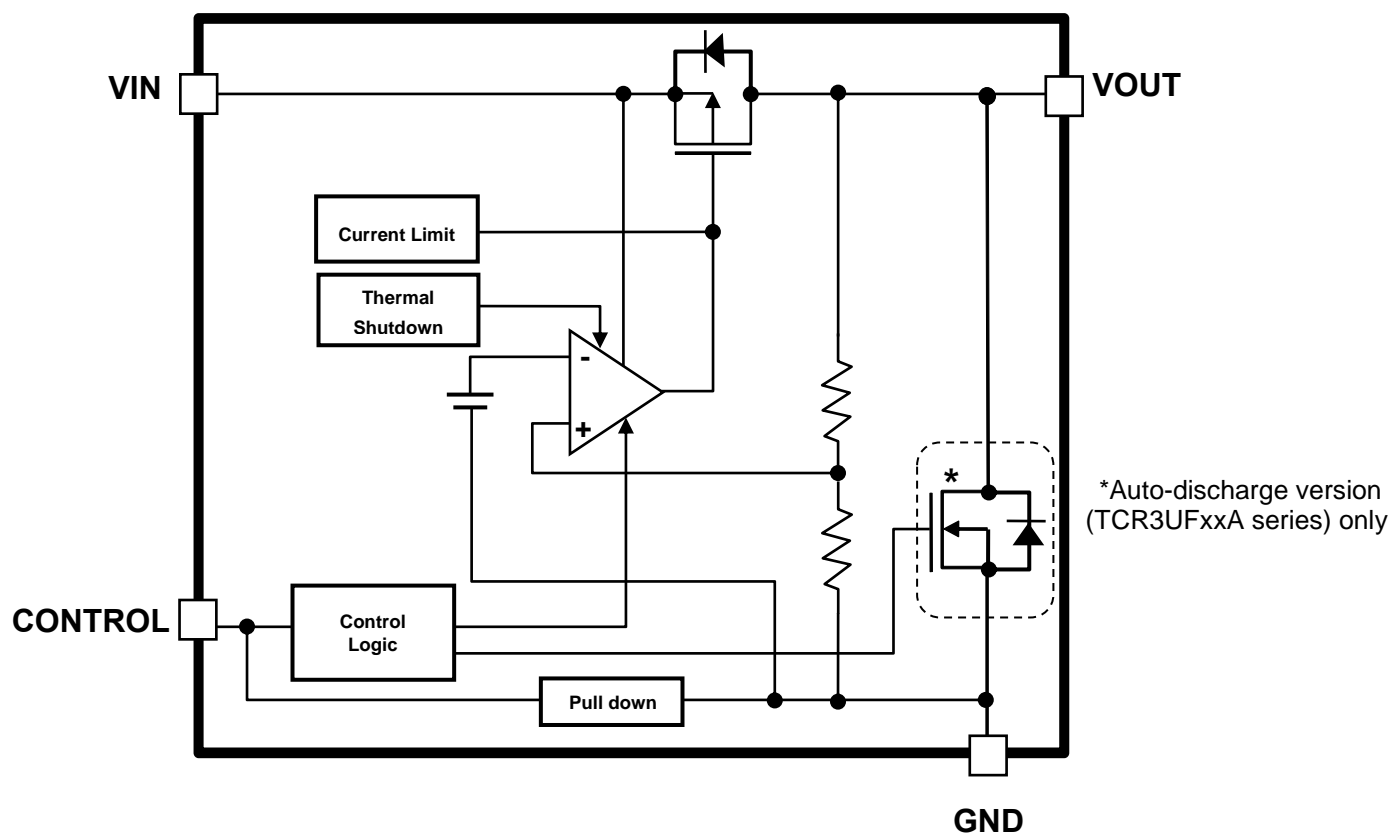 VIN
VOUT
Current Limit
Thermal
Shutdown
-
+
*
*Auto-discharge version
(TCR3UFxxA series) only
CONTROL
Control
Logic
Pull down
GND